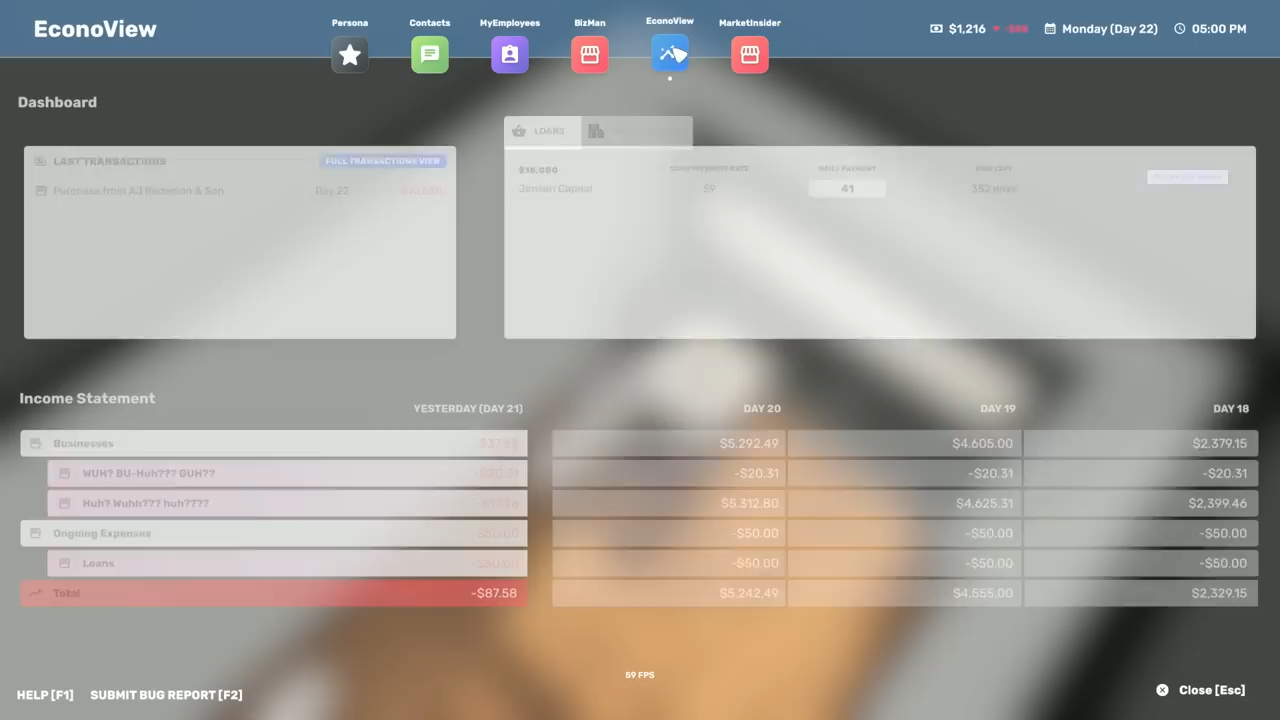 EconoView
Persona
Contacts
MyEmployees
BizMan
EconoView
MarketInsider
$1,216
Monday (Day 22)
05:00 PM
Dashboard
LAST TRANSACTIONS
FULL TRANSACTIONS VIEW
Purchase from AJ Pederson & Son Day 22
LOANS
DAILY PAYMENT
Jensen Capital $9 41 352 days
Income Statement
YESTERDAY (DAY 21) DAY 20 DAY 19 DAY 18
Businesses $5.292.49 $4,605.00 $2,379.15
WUH? BU-Huh??? GUH?? -$20.31 -$20.31 -$20.31 -$20.31
Huh? Wuhh??? huh???? $5,312.80 $4,625.31 $2,399.46
Ongoing Expenses -$50.00 -$50.00 -$50.00 -$50.00
Loans -$50.00 -$50.00 -$50.00 -$50.00
Total -$87.58 $5,242.49 $4,555.00 $2,329.15
59 FPS
HELP [F1] SUBMIT BUG REPORT [F2]
Close [Esc]